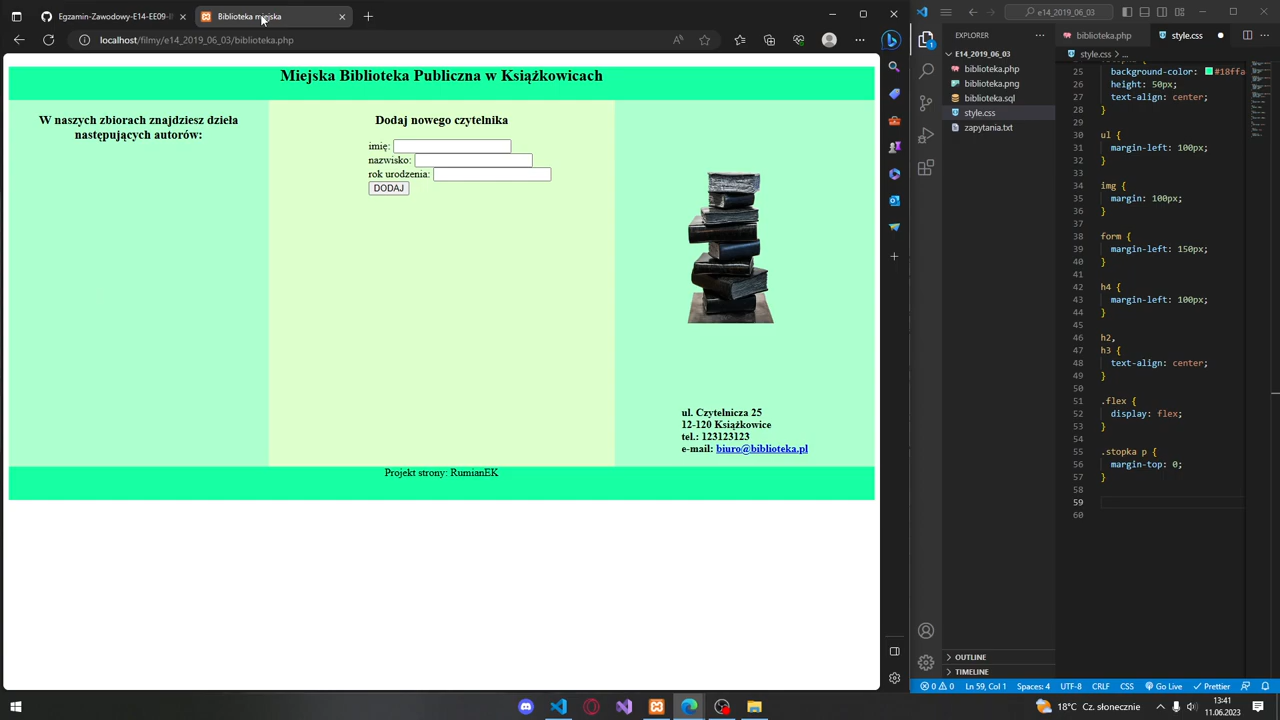 Egzamin-Zawodowy-E14-EE09-I
Biblioteka miejska
localhost/filmy/e14_2019_06_03/biblioteka.php
Miejska Biblioteka Publiczna w Książkowicach
W naszych zbiorach znajdziesz dzieła
następujących autorów:
Dodaj nowego czytelnika
imię:
nazwisko:
rok urodzenia:
DODAJ
ul. Czytelnicza 25
12-120 Książkowice
tel.: 123123123
e-mail: biuro@biblioteka.pl
Projekt strony: RumianEK
e14_2019_06_03
EXPLORER
E14_2019_06_03
biblioteka.php
biblioteka.png
biblioteka.sql
style.css
zapytania.txt
OUTLINE
TIMELINE
biblioteka.php
style.css
style.css > ...
25 background-color: #18ffa
26 height: 50px;
27 text-align: center;
28 }
29
30 ul {
31 margin-left: 100px;
32 }
33
34 img {
35 margin: 100px;
36 }
37
38 form {
39 margin-left: 150px;
40 }
41
42 h4 {
43 margin-left: 100px;
44 }
45
46 h2,
47 h3 {
48 text-align: center;
49 }
50
51 .flex {
52 display: flex;
53 }
54
55 .stopka p {
56 margin-top: 0;
57 }
58
59
60
0 0 Ln 59, Col 1 Spaces: 4 UTF-8 CRLF CSS Go Live Prettier
18°C Cz. słonecznie
13:41
11.06.2023